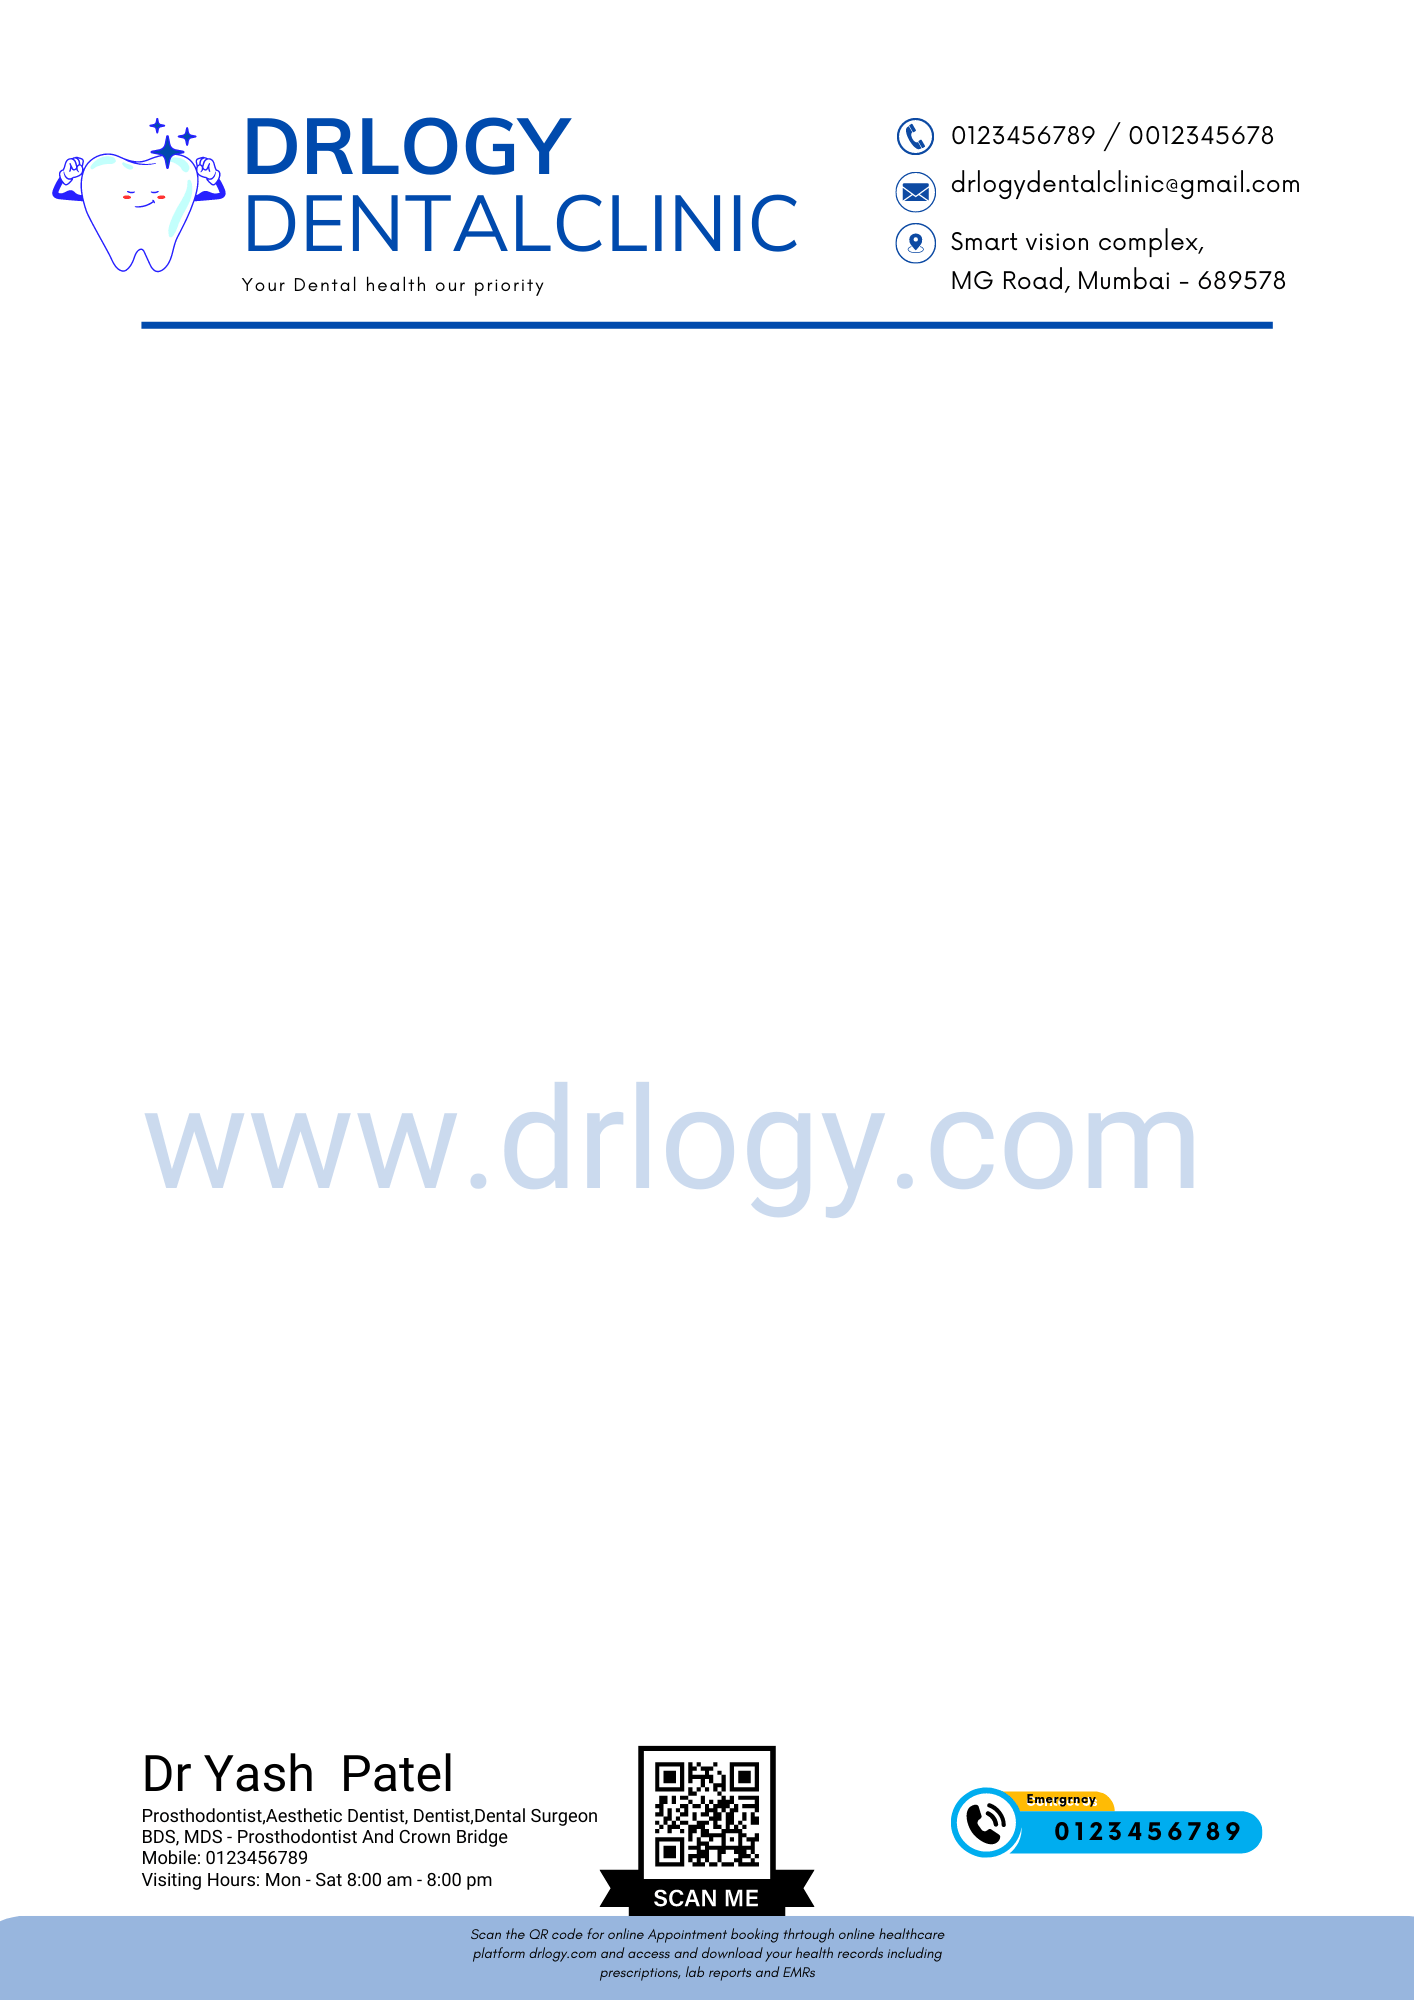 DRLOGY
DENTALCLINIC
Your Dental health our priority
0123456789 / 0012345678
drlogydentalclinic@gmail.com
Smart vision complex,
MG Road, Mumbai - 689578
www.drlogy.com
Dr Yash Patel
Prosthodontist,Aesthetic Dentist, Dentist,Dental Surgeon
BDS, MDS - Prosthodontist And Crown Bridge
Mobile: 0123456789
Visiting Hours: Mon - Sat 8:00 am - 8:00 pm
SCAN ME
Emergrncy
0123456789
Scan the QR code for online Appointment booking thrtough online healthcare
platform drlogy.com and access and download your health records including
prescriptions, lab reports and EMRs